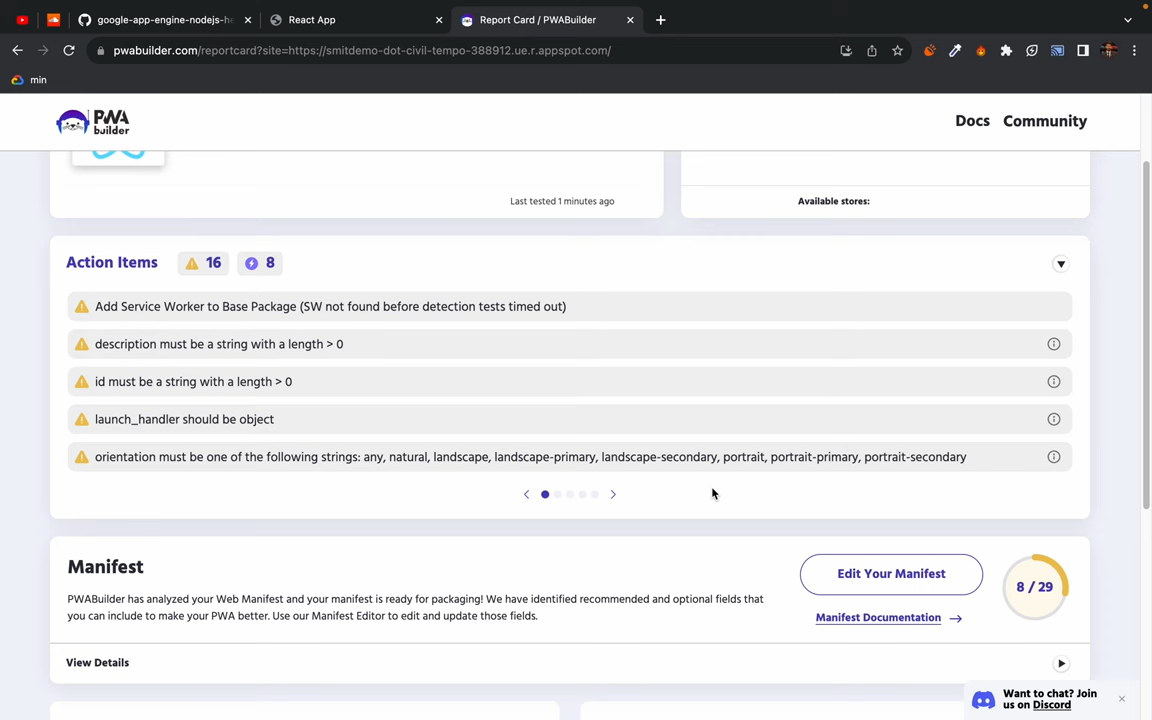 google-app-engine-nodejs-he
React App
Report Card / PWABuilder
pwabuilder.com/reportcard?site=https://smitdemo-dot-civil-tempo-388912.ue.r.appspot.com/
min
PWA
builder
Docs
Community
Last tested 1 minutes ago
Available stores:
Action Items
16
8
Add Service Worker to Base Package (SW not found before detection tests timed out)
description must be a string with a length > 0
id must be a string with a length > 0
launch_handler should be object
orientation must be one of the following strings: any, natural, landscape, landscape-primary, landscape-secondary, portrait, portrait-primary, portrait-secondary
Manifest
Edit Your Manifest
8 / 29
PWABuilder has analyzed your Web Manifest and your manifest is ready for packaging! We have identified recommended and optional fields that
you can include to make your PWA better. Use our Manifest Editor to edit and update those fields.
Manifest Documentation
View Details
Want to chat? Join
us on Discord